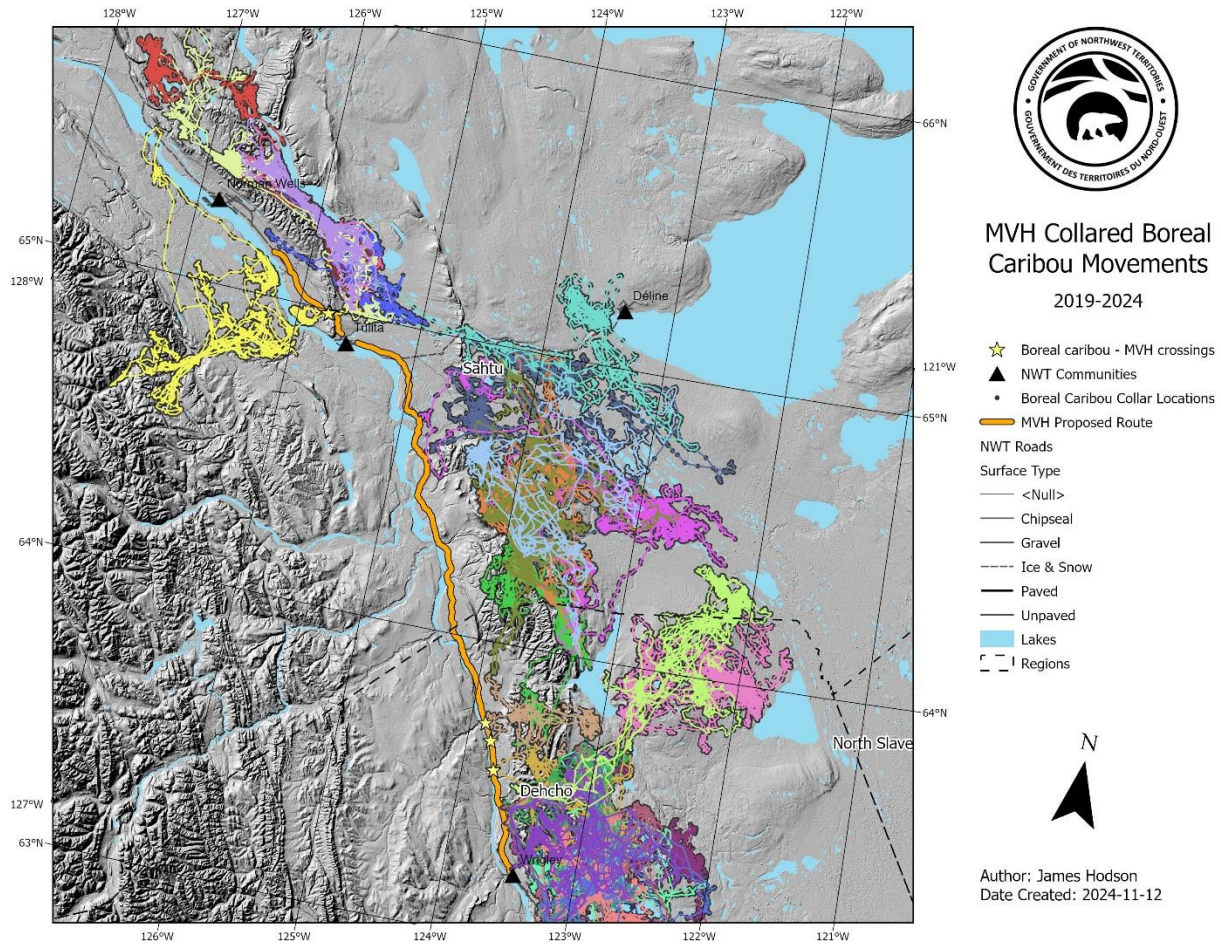 128°W
127°W
126°W
125°W
124°W
123°W
122°W
66°N
65°N
128°W
121°W
65°N
64°N
64°N
127°W
63°N
126°W
125°W
124°W
123°W
122°W
121°W
Norman Wells
Tulita
Déline
Sahtu
North Slave
Dehcho
Wrigley
GOVERNMENT OF NORTHWEST TERRITORIES
GOUVERNEMENT DES TERRITOIRES DU NORD-OUEST
MVH Collared Boreal
Caribou Movements
2019-2024
Boreal caribou - MVH crossings
NWT Communities
Boreal Caribou Collar Locations
MVH Proposed Route
NWT Roads
Surface Type
<Null>
Chipseal
Gravel
Ice & Snow
Paved
Unpaved
Lakes
Regions
N
Author: James Hodson
Date Created: 2024-11-12